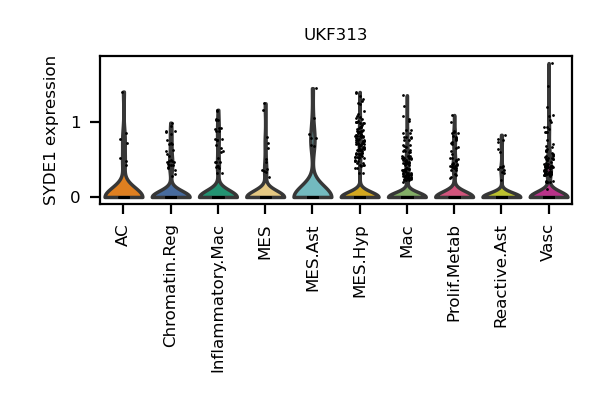 UKF313
SYDE1 expression
1
0
AC
Chromatin.Reg
Inflammatory.Mac
MES
MES.Ast
MES.Hyp
Mac
Prolif.Metab
Reactive.Ast
Vasc